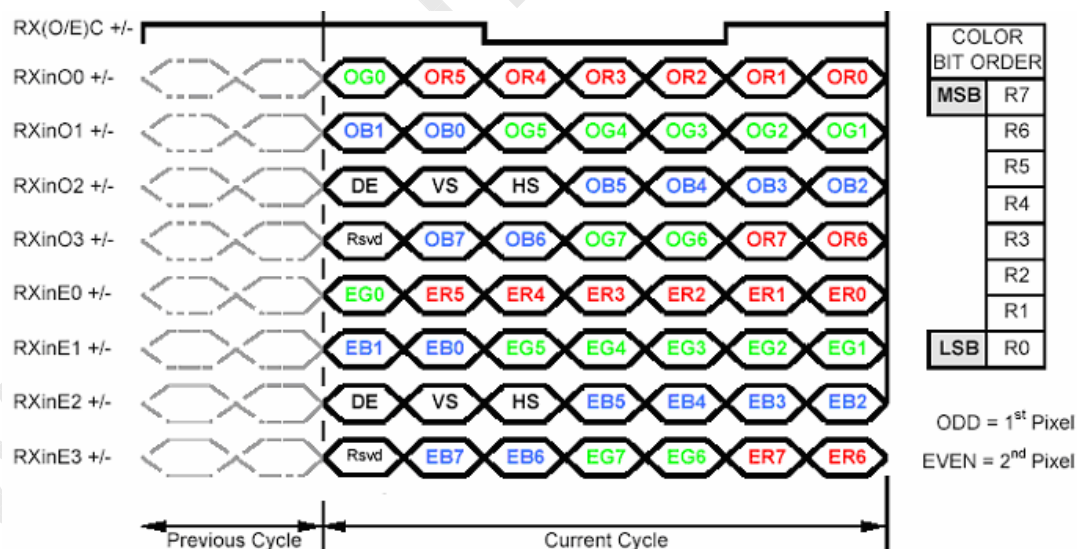 RX(O/E)C +/-
RXinO0 +/- OG0 OR5 OR4 OR3 OR2 OR1 OR0
RXinO1 +/- OB1 OB0 OG5 OG4 OG3 OG2 OG1
RXinO2 +/- DE VS HS OB5 OB4 OB3 OB2
RXinO3 +/- Rsvd OB7 OB6 OG7 OG6 OR7 OR6
RXinE0 +/- EG0 ER5 ER4 ER3 ER2 ER1 ER0
RXinE1 +/- EB1 EB0 EG5 EG4 EG3 EG2 EG1
RXinE2 +/- DE VS HS EB5 EB4 EB3 EB2
RXinE3 +/- Rsvd EB7 EB6 EG7 EG6 ER7 ER6
Previous Cycle Current Cycle
COLOR
BIT ORDER
MSB R7
R6
R5
R4
R3
R2
R1
LSB R0
ODD = 1st Pixel
EVEN = 2nd Pixel